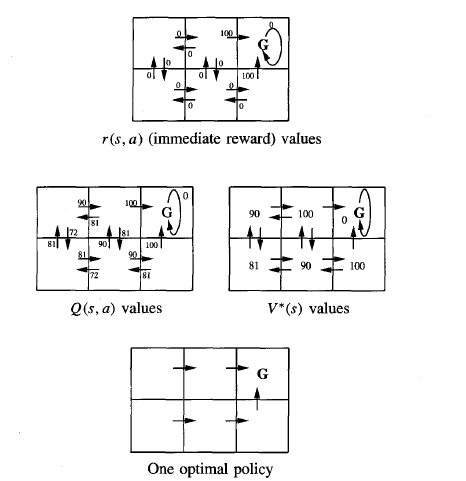 0 100 0
0 G
0 0 0 0 100
0 0
0 0
r(s, a) (immediate reward) values
90 100 0
81 G
72 81
81 90 100
81 90
72 81
Q(s, a) values
90 100 0 G
81 90 100
V*(s) values
G
One optimal policy